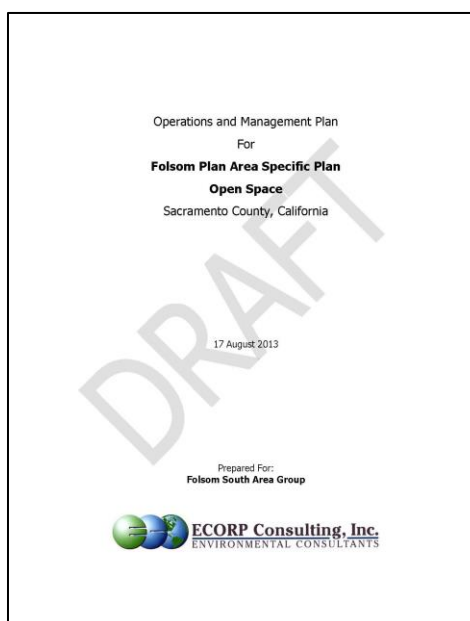 Operations and Management Plan
For
Folsom Plan Area Specific Plan
Open Space
Sacramento County, California
DRAFT
17 August 2013
Prepared For:
Folsom South Area Group
ECORP Consulting, Inc.
ENVIRONMENTAL CONSULTANTS